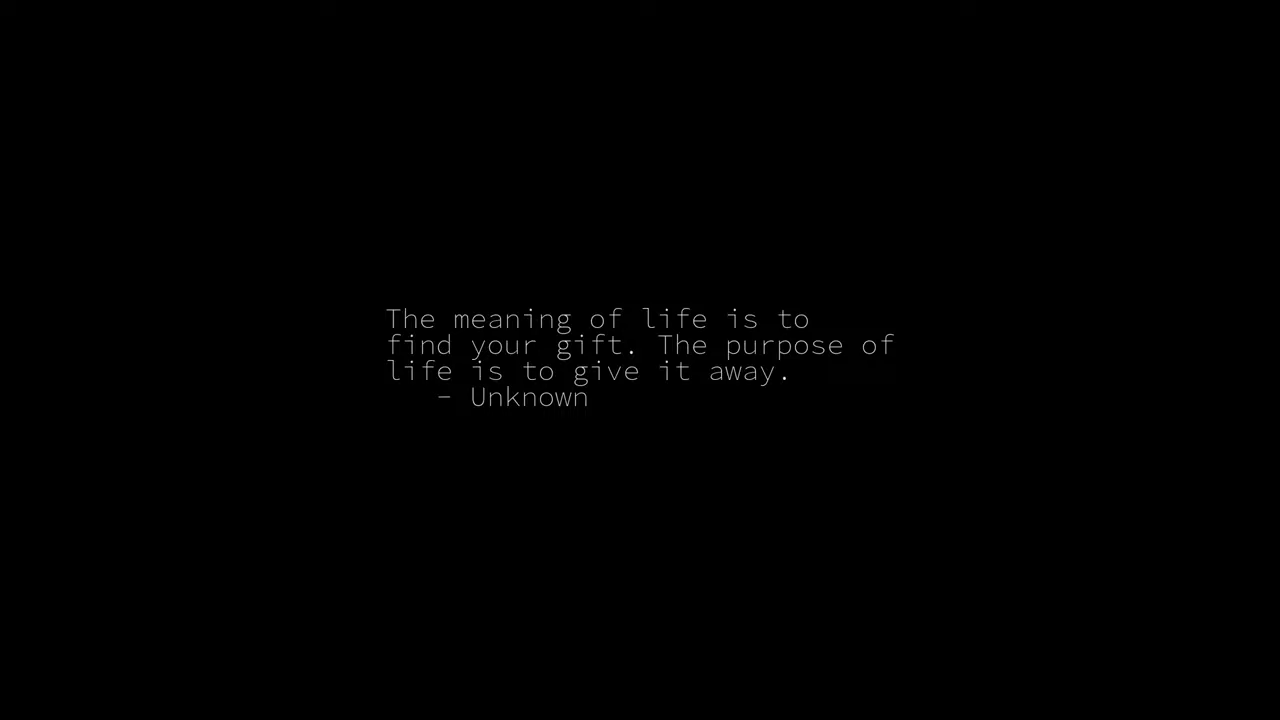 The meaning of life is to
find your gift. The purpose of
life is to give it away.
- Unknown